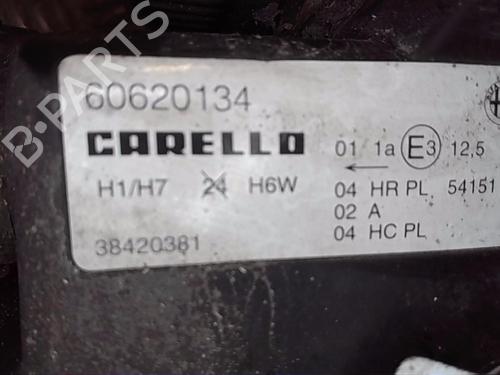 60620134
CARELLO
01 1a E3 12,5
H1/H7 24 H6W
04 HR PL 54151
02 A
04 HC PL
38420381
B-PARTS